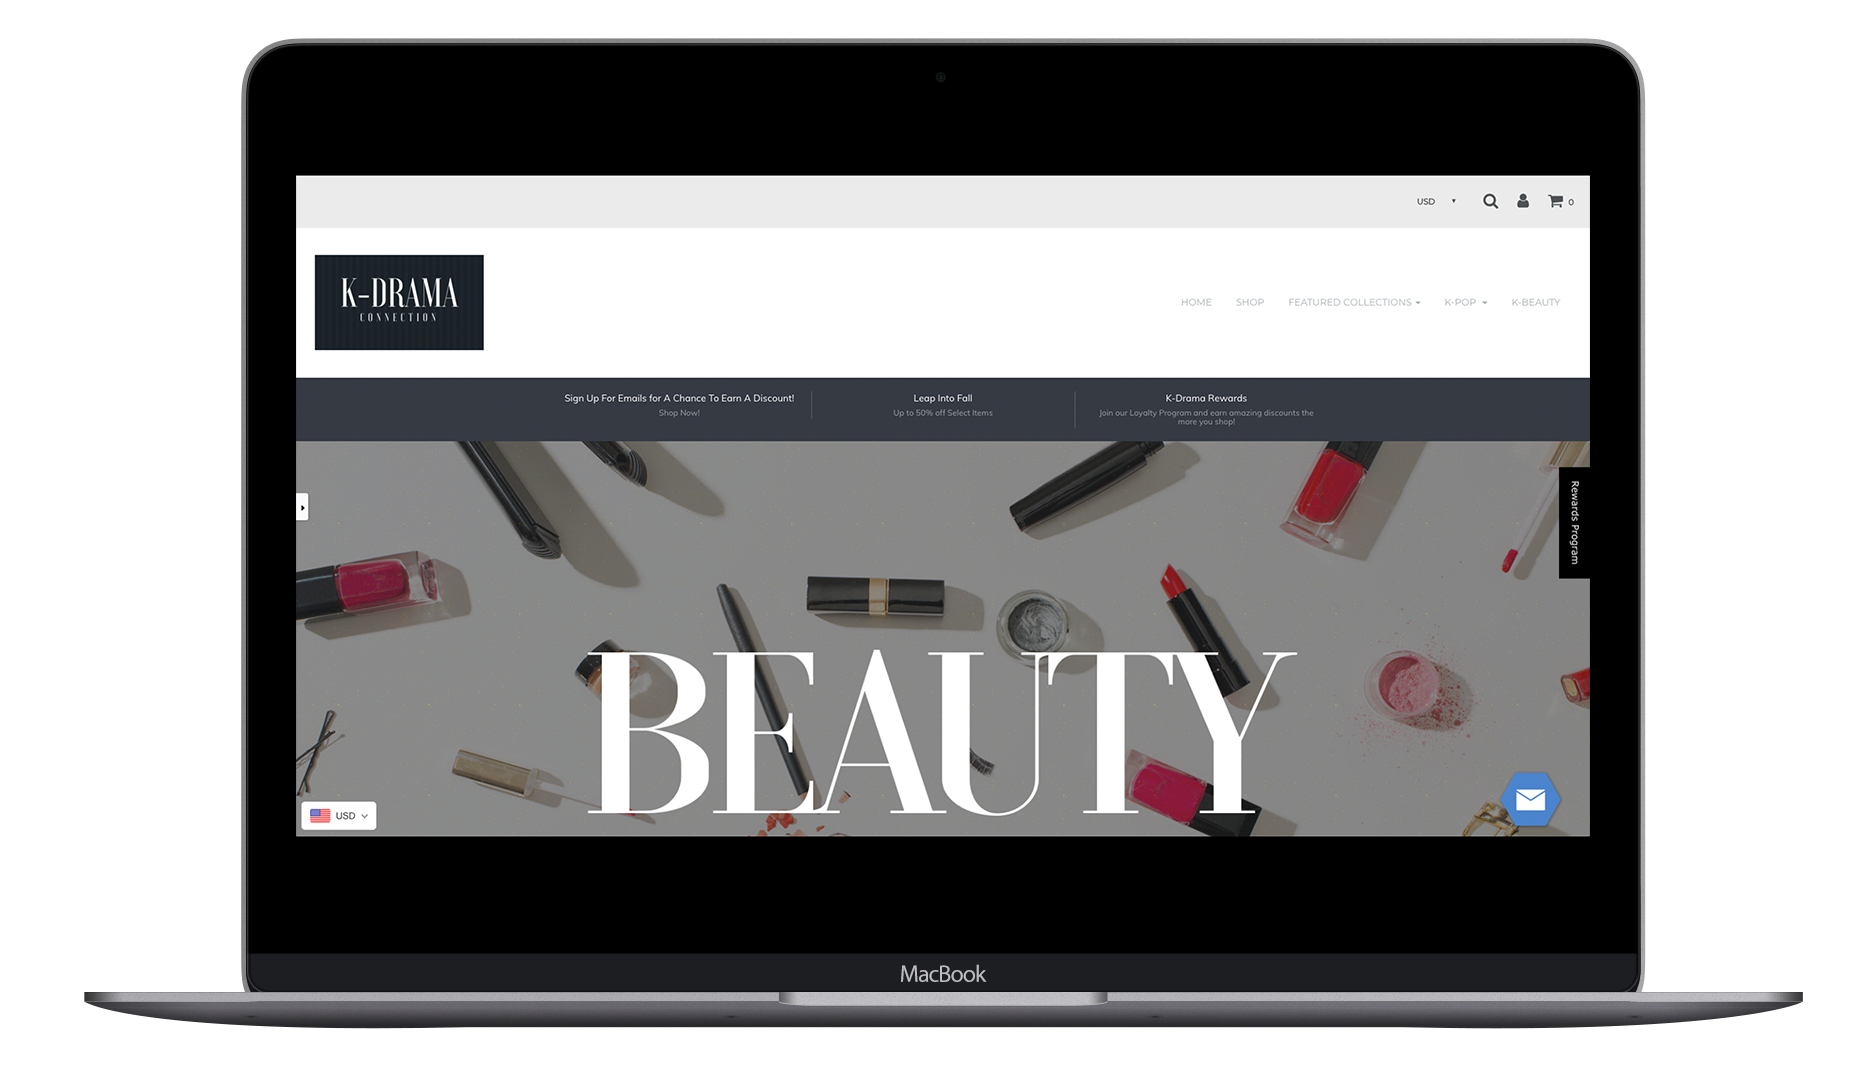 USD
0
K-DRAMA
CONNECTION
HOME SHOP FEATURED COLLECTIONS K-POP K-BEAUTY
Sign Up For Emails for A Chance To Earn A Discount!
Shop Now!
Leap Into Fall
Up to 50% off Select Items
K-Drama Rewards
Join our Loyalty Program and earn amazing discounts the
more you shop!
Rewards Program
BEAUTY
USD
MacBook